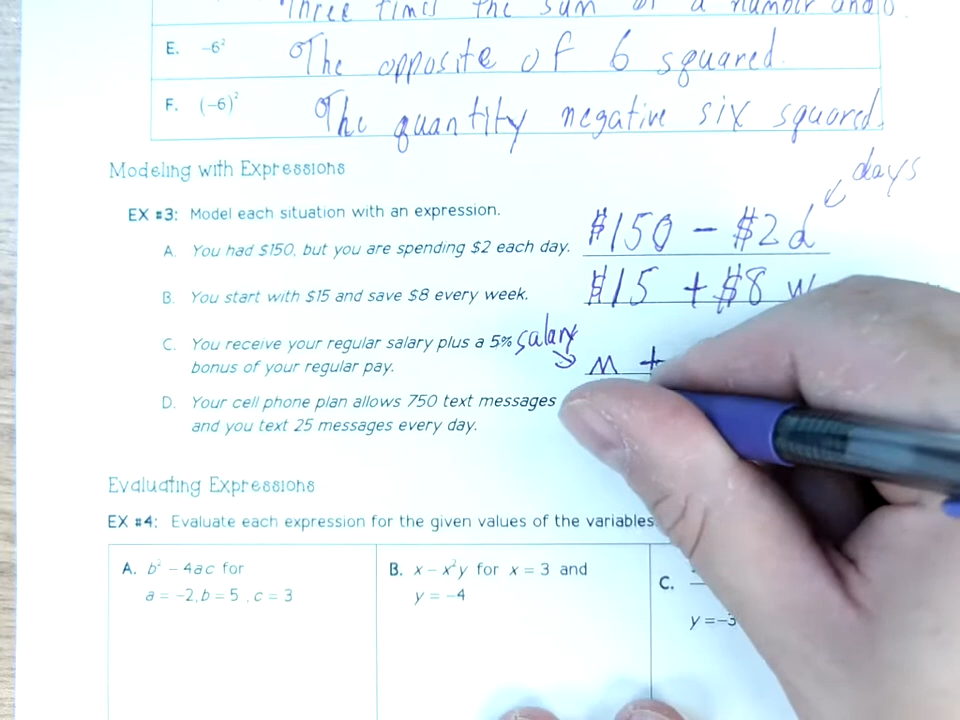 Three times the sum of a number and
E. -6² The opposite of 6 squared.
F. (-6)² The quantity negative six squared.
Modeling with Expressions
days
EX #3: Model each situation with an expression.
A. You had $150, but you are spending $2 each day. $150 - $2d
B. You start with $15 and save $8 every week. $15 + $8 w
C. You receive your regular salary plus a 5% salary
bonus of your regular pay. m +
D. Your cell phone plan allows 750 text messages
and you text 25 messages every day.
Evaluating Expressions
EX #4: Evaluate each expression for the given values of the variables
A. b² - 4ac for
a = -2, b = 5 , c = 3
B. x - x²y for x = 3 and
y = -4
C.
y = -3